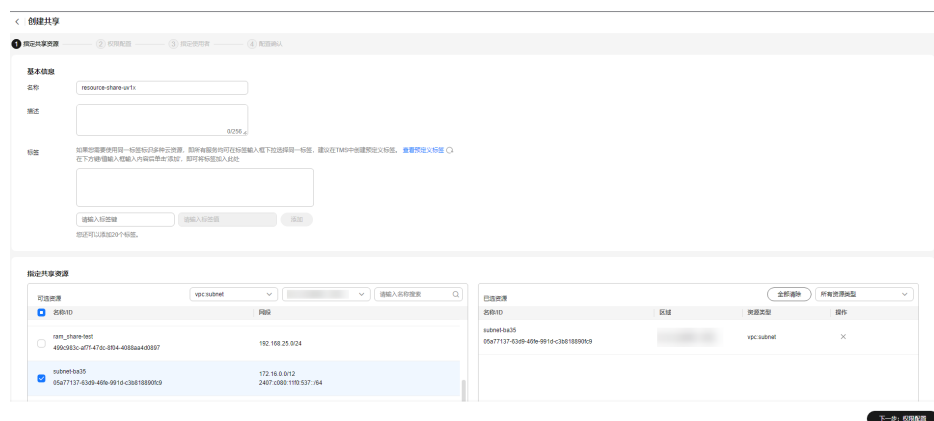 创建共享
1 指定共享资源 2 权限配置 3 指定使用者 4 配置确认
基本信息
名称 resource-share-uv1x
描述
0/256
标签 如果您需要使用同一标签标识多种云资源，即所有服务均可在标签输入框下拉选择同一标签，建议在TMS中创建预定义标签。 查看预定义标签
在下方键/值输入框输入内容后单击'添加'，即可将标签加入此处
请输入标签键 请输入标签值 添加
您还可以添加20个标签。
指定共享资源
可选资源 vpc:subnet 请输入名称搜索
名称/ID 网段
ram_share-test
499c983c-af7f-47dc-8f04-4088aa4d0897 192.168.25.0/24
subnet-ba35 172.16.0.0/12
05a77137-63d9-46fe-991d-c3b818890fc9 2407:c080:11f0:537::/64
已选资源 全部清除 所有资源类型
名称/ID 区域 资源类型 操作
subnet-ba35
05a77137-63d9-46fe-991d-c3b818890fc9 vpc:subnet
下一步：权限配置